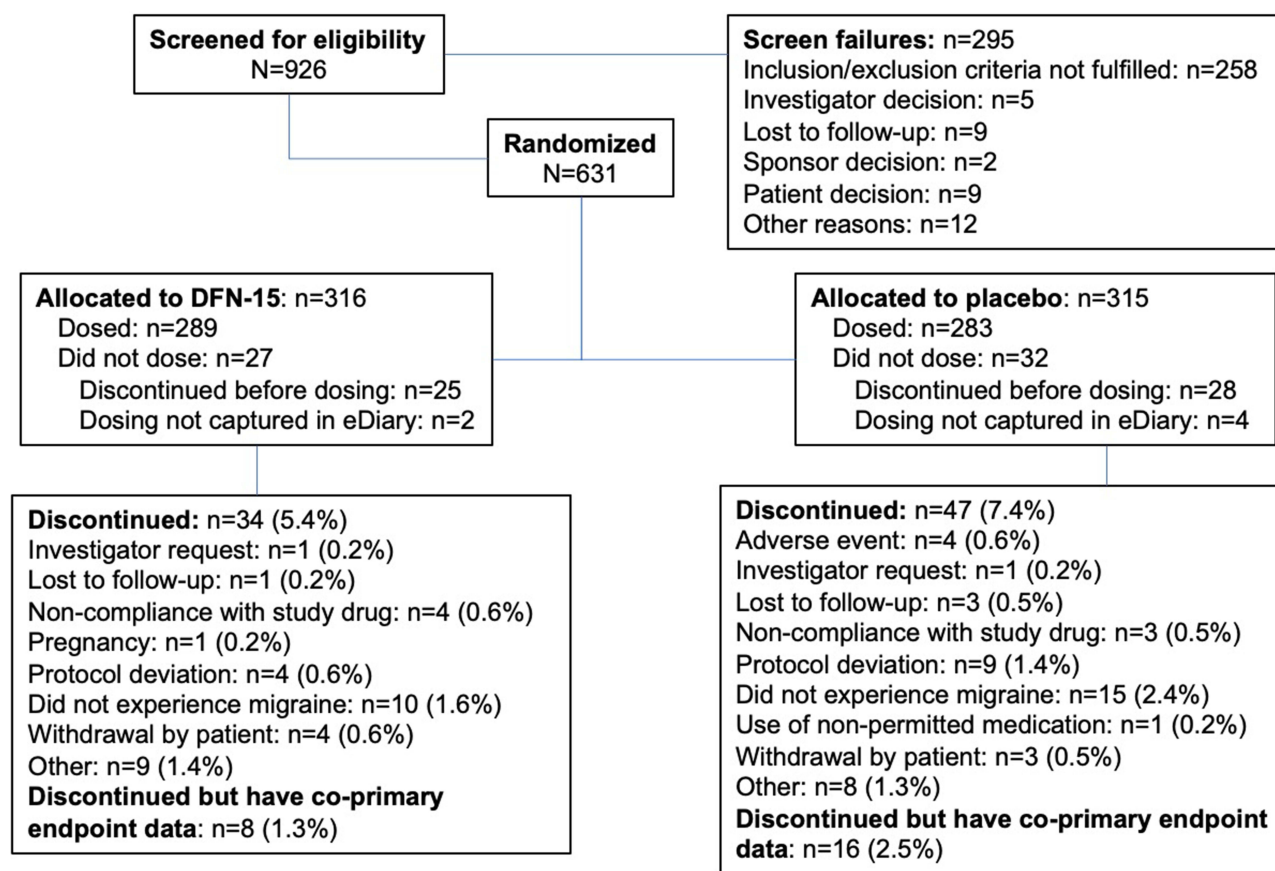 Screened for eligibility
N=926
Screen failures: n=295
Inclusion/exclusion criteria not fulfilled: n=258
Investigator decision: n=5
Lost to follow-up: n=9
Sponsor decision: n=2
Patient decision: n=9
Other reasons: n=12
Randomized
N=631
Allocated to DFN-15: n=316
Dosed: n=289
Did not dose: n=27
Discontinued before dosing: n=25
Dosing not captured in eDiary: n=2
Allocated to placebo: n=315
Dosed: n=283
Did not dose: n=32
Discontinued before dosing: n=28
Dosing not captured in eDiary: n=4
Discontinued: n=34 (5.4%)
Investigator request: n=1 (0.2%)
Lost to follow-up: n=1 (0.2%)
Non-compliance with study drug: n=4 (0.6%)
Pregnancy: n=1 (0.2%)
Protocol deviation: n=4 (0.6%)
Did not experience migraine: n=10 (1.6%)
Withdrawal by patient: n=4 (0.6%)
Other: n=9 (1.4%)
Discontinued but have co-primary
endpoint data: n=8 (1.3%)
Discontinued: n=47 (7.4%)
Adverse event: n=4 (0.6%)
Investigator request: n=1 (0.2%)
Lost to follow-up: n=3 (0.5%)
Non-compliance with study drug: n=3 (0.5%)
Protocol deviation: n=9 (1.4%)
Did not experience migraine: n=15 (2.4%)
Use of non-permitted medication: n=1 (0.2%)
Withdrawal by patient: n=3 (0.5%)
Other: n=8 (1.3%)
Discontinued but have co-primary endpoint
data: n=16 (2.5%)